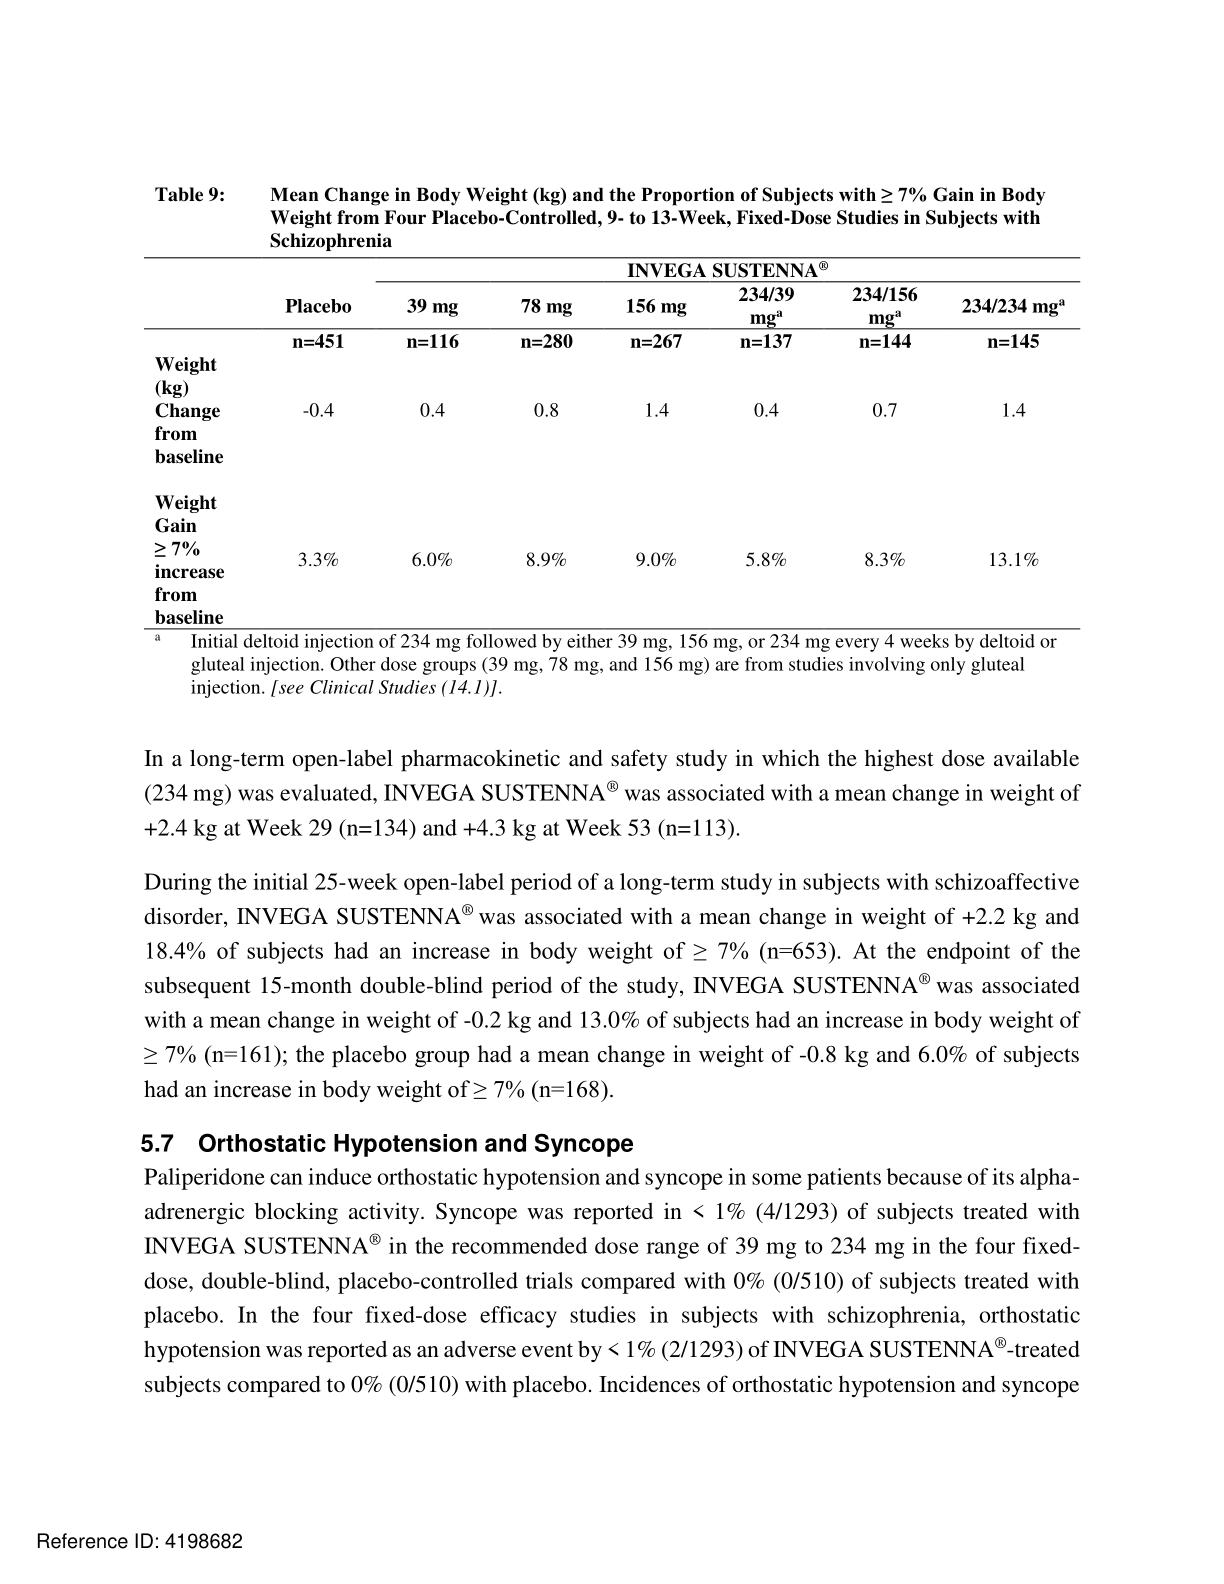 Table 9: Mean Change in Body Weight (kg) and the Proportion of Subjects with ≥ 7% Gain in Body
Weight from Four Placebo-Controlled, 9- to 13-Week, Fixed-Dose Studies in Subjects with
Schizophrenia
INVEGA SUSTENNA®
Placebo 39 mg 78 mg 156 mg 234/39 mgᵃ 234/156 mgᵃ 234/234 mgᵃ
n=451 n=116 n=280 n=267 n=137 n=144 n=145
Weight
(kg)
Change -0.4 0.4 0.8 1.4 0.4 0.7 1.4
from
baseline
Weight
Gain
≥ 7% 3.3% 6.0% 8.9% 9.0% 5.8% 8.3% 13.1%
increase
from
baseline
ᵃ Initial deltoid injection of 234 mg followed by either 39 mg, 156 mg, or 234 mg every 4 weeks by deltoid or
gluteal injection. Other dose groups (39 mg, 78 mg, and 156 mg) are from studies involving only gluteal
injection. [see Clinical Studies (14.1)].
In a long-term open-label pharmacokinetic and safety study in which the highest dose available
(234 mg) was evaluated, INVEGA SUSTENNA® was associated with a mean change in weight of
+2.4 kg at Week 29 (n=134) and +4.3 kg at Week 53 (n=113).
During the initial 25-week open-label period of a long-term study in subjects with schizoaffective
disorder, INVEGA SUSTENNA® was associated with a mean change in weight of +2.2 kg and
18.4% of subjects had an increase in body weight of ≥ 7% (n=653). At the endpoint of the
subsequent 15-month double-blind period of the study, INVEGA SUSTENNA® was associated
with a mean change in weight of -0.2 kg and 13.0% of subjects had an increase in body weight of
≥ 7% (n=161); the placebo group had a mean change in weight of -0.8 kg and 6.0% of subjects
had an increase in body weight of ≥ 7% (n=168).
5.7 Orthostatic Hypotension and Syncope
Paliperidone can induce orthostatic hypotension and syncope in some patients because of its alpha-
adrenergic blocking activity. Syncope was reported in < 1% (4/1293) of subjects treated with
INVEGA SUSTENNA® in the recommended dose range of 39 mg to 234 mg in the four fixed-
dose, double-blind, placebo-controlled trials compared with 0% (0/510) of subjects treated with
placebo. In the four fixed-dose efficacy studies in subjects with schizophrenia, orthostatic
hypotension was reported as an adverse event by < 1% (2/1293) of INVEGA SUSTENNA®-treated
subjects compared to 0% (0/510) with placebo. Incidences of orthostatic hypotension and syncope
Reference ID: 4198682